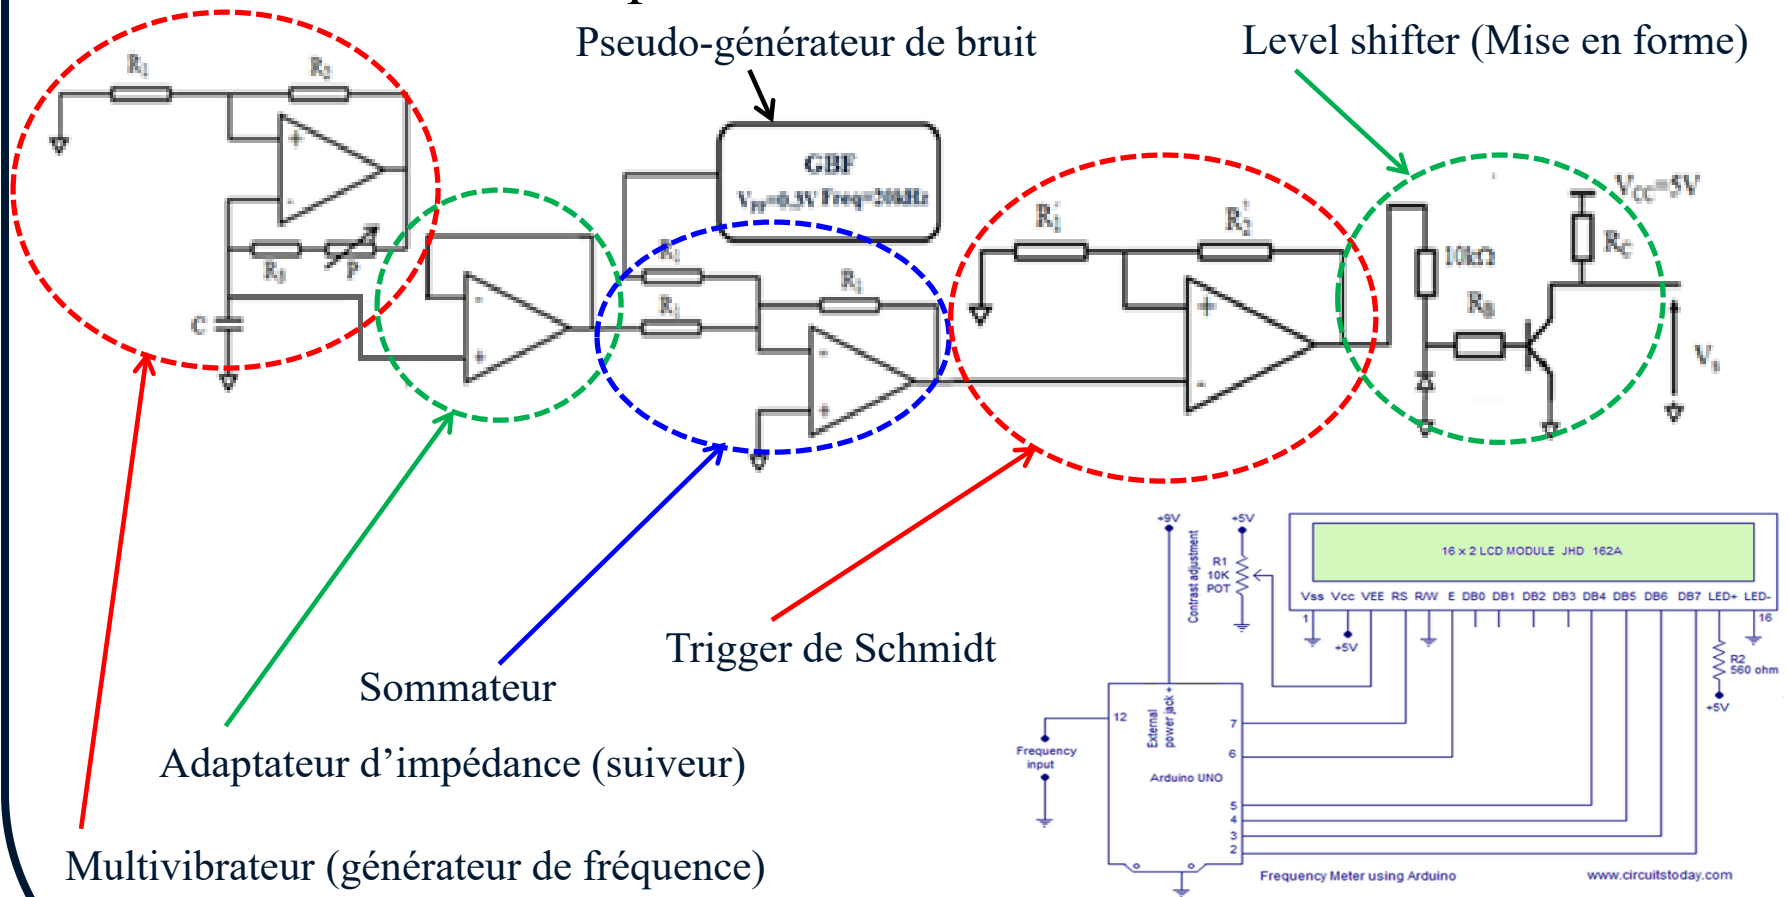 Pseudo-générateur de bruit
Level shifter (Mise en forme)
R1
R2
+
-
R3
P
C
-
+
GBF
VPP=0.3V Freq=20kHz
R1
R1
R1
-
+
R1'
R2'
+
-
VCC=5V
10kΩ
RC
RB
Vs
Trigger de Schmidt
Sommateur
Adaptateur d’impédance (suiveur)
Multivibrateur (générateur de fréquence)
+9V
+5V
Contrast adjustment
R1
10K
POT
16 x 2 LCD MODULE JHD 162A
Vss Vcc VEE RS R/W E DB0 DB1 DB2 DB3 DB4 DB5 DB6 DB7 LED+ LED-
1
16
+5V
R2
560 ohm
+5V
12
External
power jack +
7
6
Frequency
input
Arduino UNO
5
4
3
2
Frequency Meter using Arduino
www.circuitstoday.com